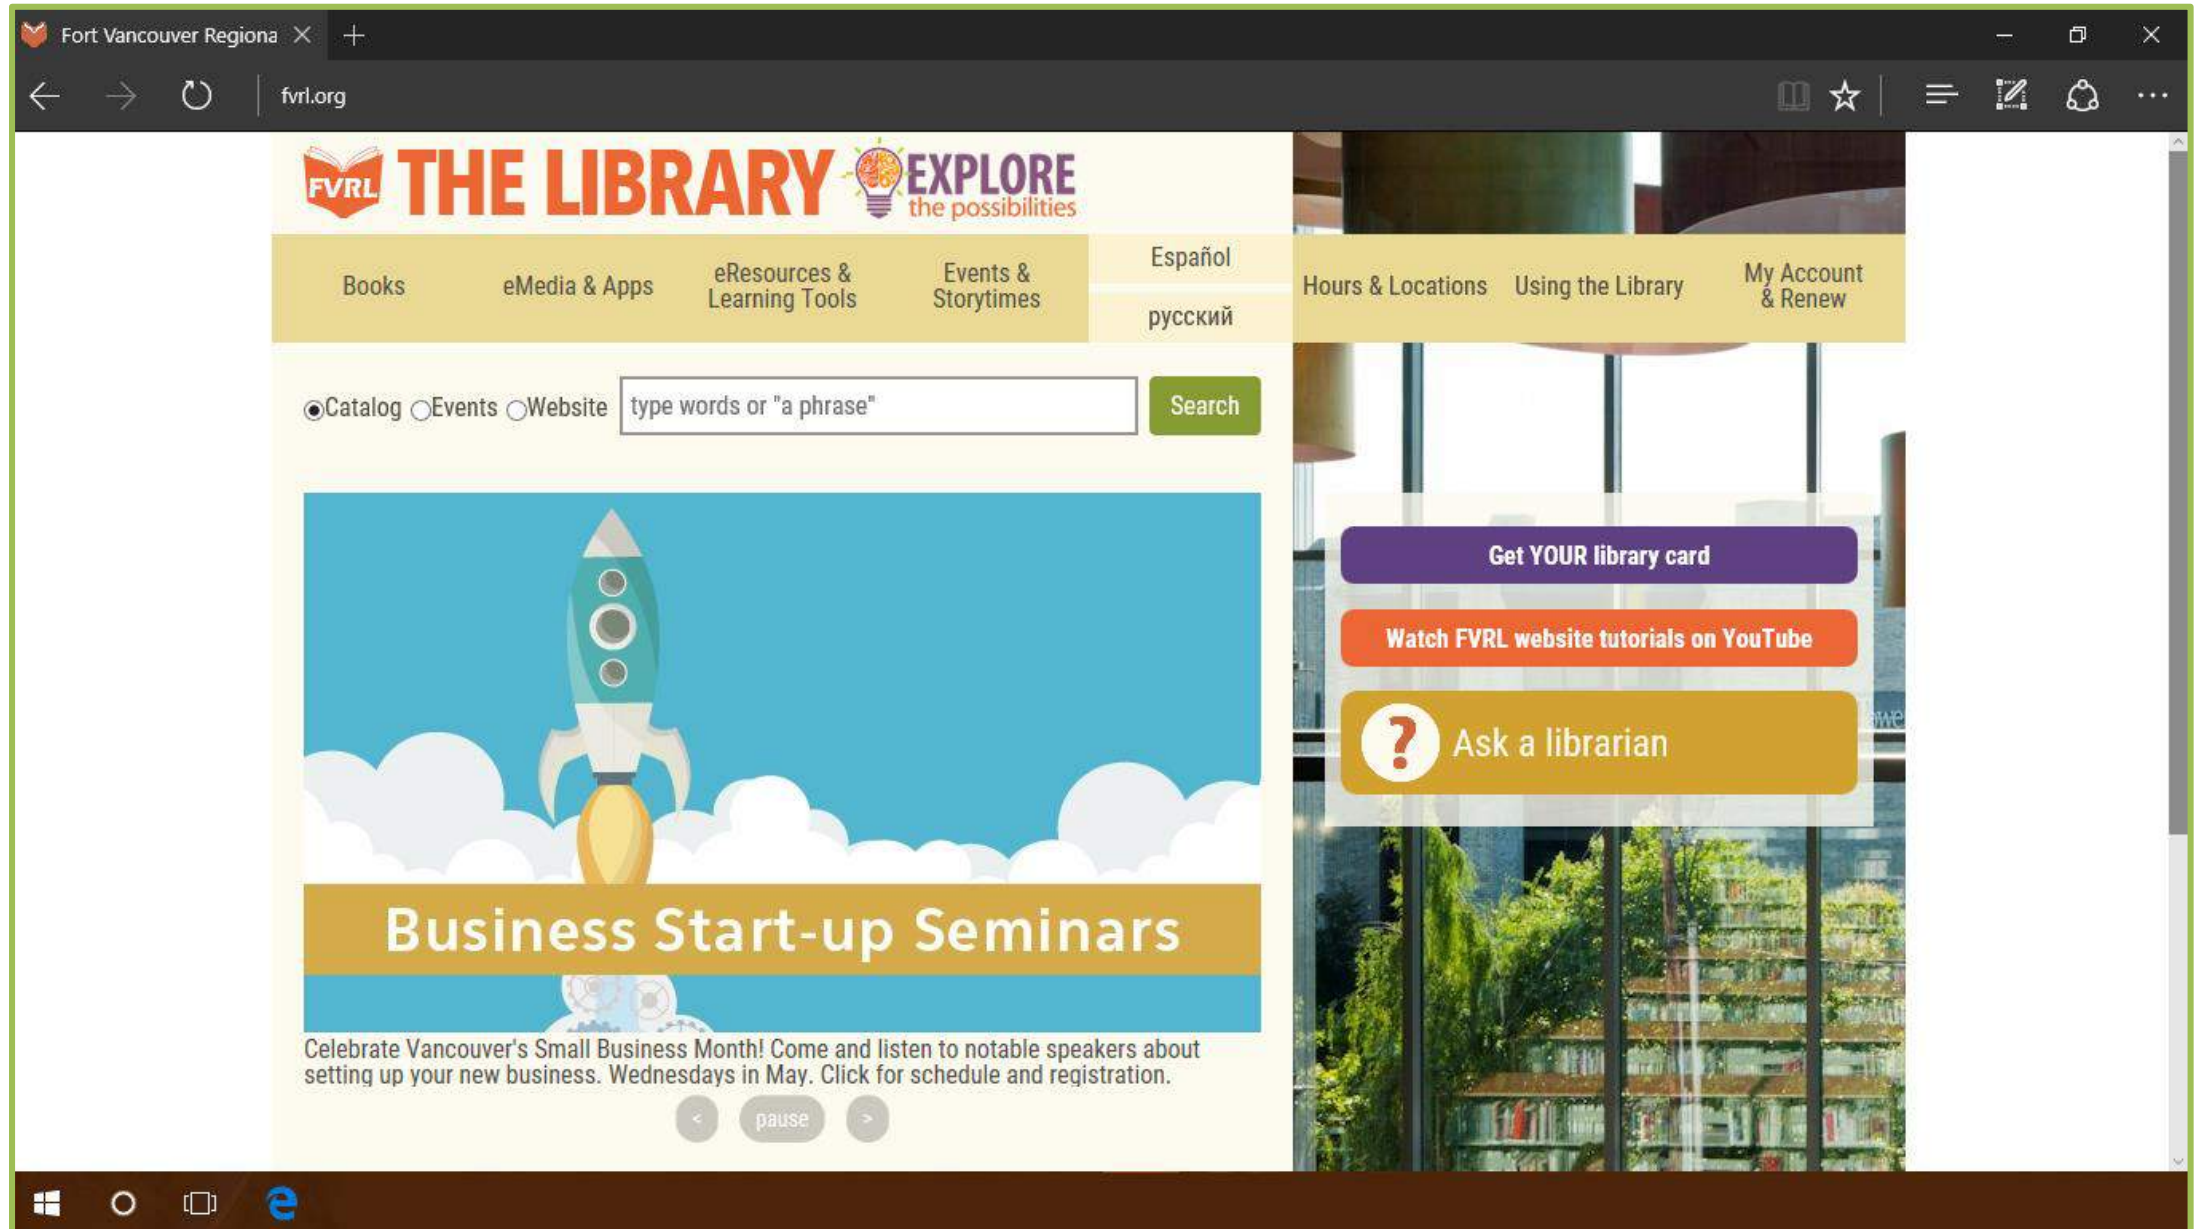 Fort Vancouver Regiona
fvrl.org
FVRL THE LIBRARY EXPLORE
the possibilities
Books
eMedia & Apps
eResources &
Learning Tools
Events &
Storytimes
Español
русский
Hours & Locations
Using the Library
My Account
& Renew
Catalog Events Website type words or "a phrase" Search
Get YOUR library card
Watch FVRL website tutorials on YouTube
? Ask a librarian
Business Start-up Seminars
Celebrate Vancouver's Small Business Month! Come and listen to notable speakers about
setting up your new business. Wednesdays in May. Click for schedule and registration.
< pause >